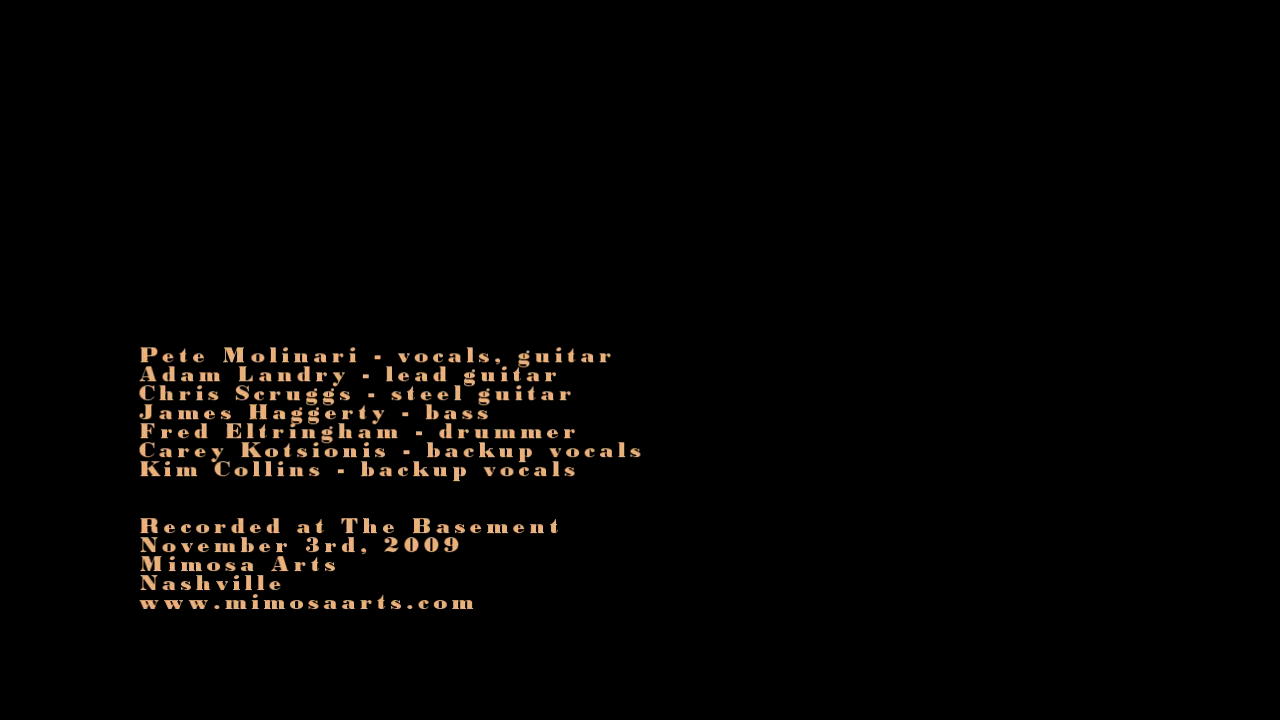 Pete Molinari - vocals, guitar
Adam Landry - lead guitar
Chris Scruggs - steel guitar
James Haggerty - bass
Fred Eltringham - drummer
Carey Kotsionis - backup vocals
Kim Collins - backup vocals
Recorded at The Basement
November 3rd, 2009
Mimosa Arts
Nashville
www.mimosaarts.com